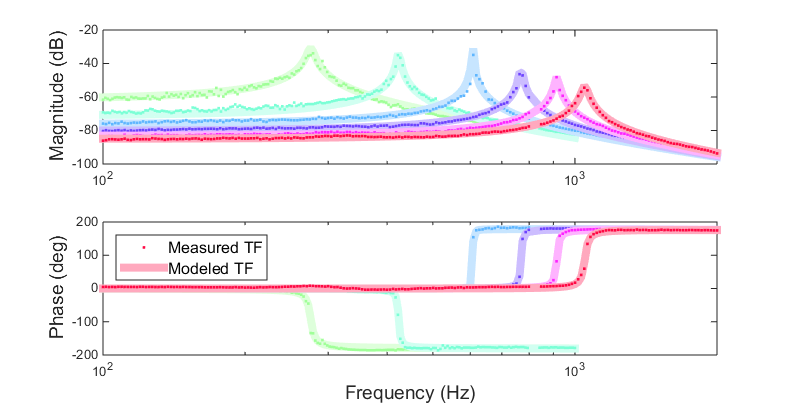 Magnitude (dB)
-20
-40
-60
-80
-100
10^2
10^3
Phase (deg)
200
100
0
-100
-200
Measured TF
Modeled TF
10^2
10^3
Frequency (Hz)